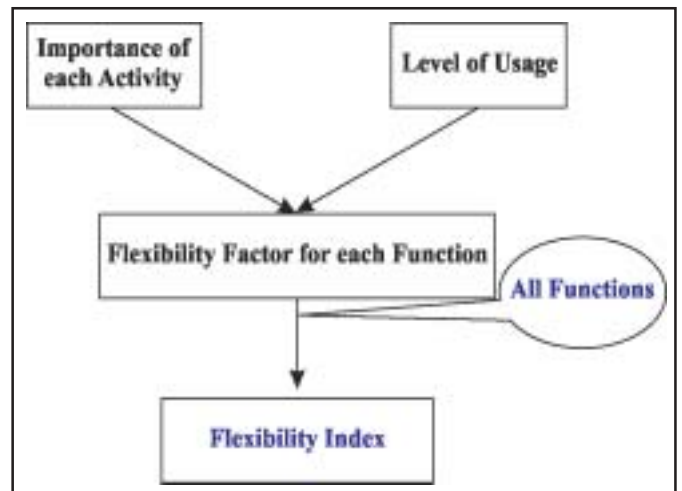 Importance of
each Activity
Level of Usage
Flexibility Factor for each Function
All Functions
Flexibility Index